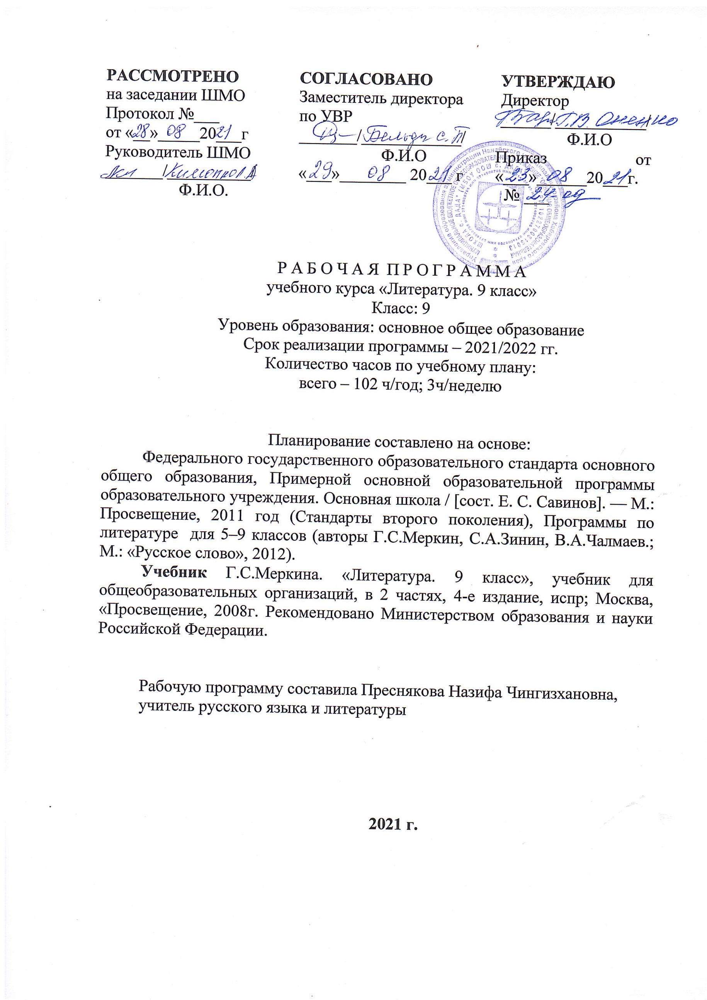 РАССМОТРЕНО
на заседании ШМО
Протокол №___
от «28» 08 2021 г
Руководитель ШМО
Ф.И.О.
СОГЛАСОВАНО
Заместитель директора
по УВР
/ Бельды С.Т/
Ф.И.О
«29» 08 2021 г
УТВЕРЖДАЮ
Директор
/ Г.В. Оненко
Ф.И.О
Приказ от
«23» 08 2021г.
№ 24-од
Р А Б О Ч А Я П Р О Г Р А М М А
учебного курса «Литература. 9 класс»
Класс: 9
Уровень образования: основное общее образование
Срок реализации программы – 2021/2022 гг.
Количество часов по учебному плану:
всего – 102 ч/год; 3ч/неделю
Планирование составлено на основе:
Федерального государственного образовательного стандарта основного
общего образования, Примерной основной образовательной программы
образовательного учреждения. Основная школа / [сост. Е. С. Савинов]. — М.:
Просвещение, 2011 год (Стандарты второго поколения), Программы по
литературе для 5–9 классов (авторы Г.С.Меркин, С.А.Зинин, В.А.Чалмаев.;
М.: «Русское слово», 2012).
Учебник Г.С.Меркина. «Литература. 9 класс», учебник для
общеобразовательных организаций, в 2 частях, 4-е издание, испр; Москва,
«Просвещение, 2008г. Рекомендовано Министерством образования и науки
Российской Федерации.
Рабочую программу составила Преснякова Назифа Чингизхановна,
учитель русского языка и литературы
2021 г.